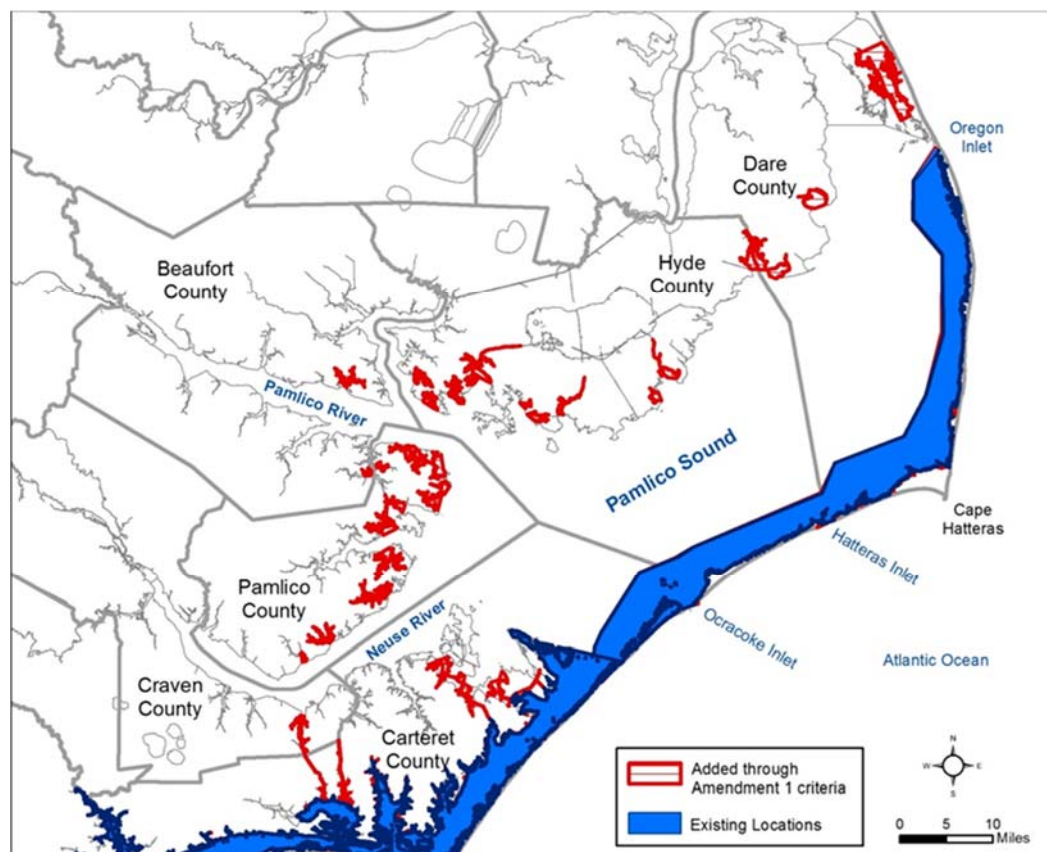 Oregon
Inlet
Dare
County
Beaufort
County
Hyde
County
Pamlico River
Pamlico Sound
Cape
Hatteras
Hatteras Inlet
Pamlico
County
Neuse River
Ocracoke Inlet
Atlantic Ocean
Craven
County
Carteret
County
Added through
Amendment 1 criteria
Existing Locations
N
W E
S
0 5 10
Miles